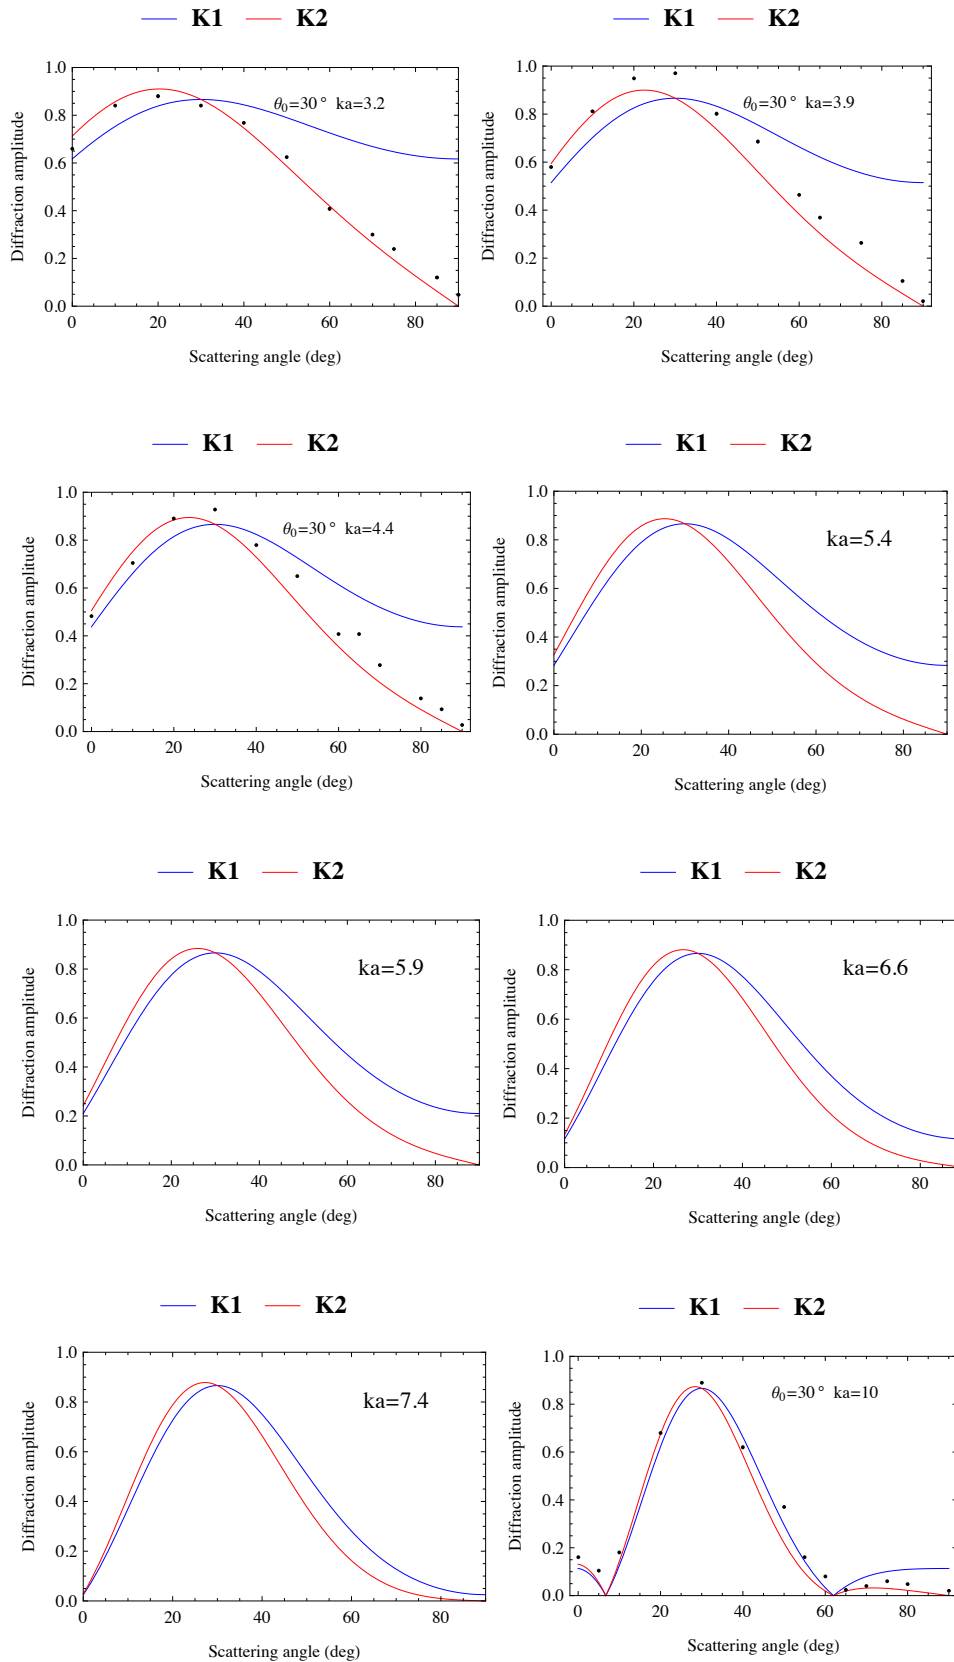 K1 K2
K1 K2
θ0=30° ka=3.2
Diffraction amplitude
1.0
0.8
0.6
0.4
0.2
0.0
0 20 40 60 80
Scattering angle (deg)
θ0=30° ka=3.9
Diffraction amplitude
1.0
0.8
0.6
0.4
0.2
0.0
0 20 40 60 80
Scattering angle (deg)
K1 K2
K1 K2
θ0=30° ka=4.4
Diffraction amplitude
1.0
0.8
0.6
0.4
0.2
0.0
0 20 40 60 80
Scattering angle (deg)
ka=5.4
Diffraction amplitude
1.0
0.8
0.6
0.4
0.2
0.0
0 20 40 60 80
Scattering angle (deg)
K1 K2
K1 K2
ka=5.9
Diffraction amplitude
1.0
0.8
0.6
0.4
0.2
0.0
0 20 40 60 80
Scattering angle (deg)
ka=6.6
Diffraction amplitude
1.0
0.8
0.6
0.4
0.2
0.0
0 20 40 60 80
Scattering angle (deg)
K1 K2
K1 K2
ka=7.4
Diffraction amplitude
1.0
0.8
0.6
0.4
0.2
0.0
0 20 40 60 80
Scattering angle (deg)
θ0=30° ka=10
Diffraction amplitude
1.0
0.8
0.6
0.4
0.2
0.0
0 20 40 60 80
Scattering angle (deg)